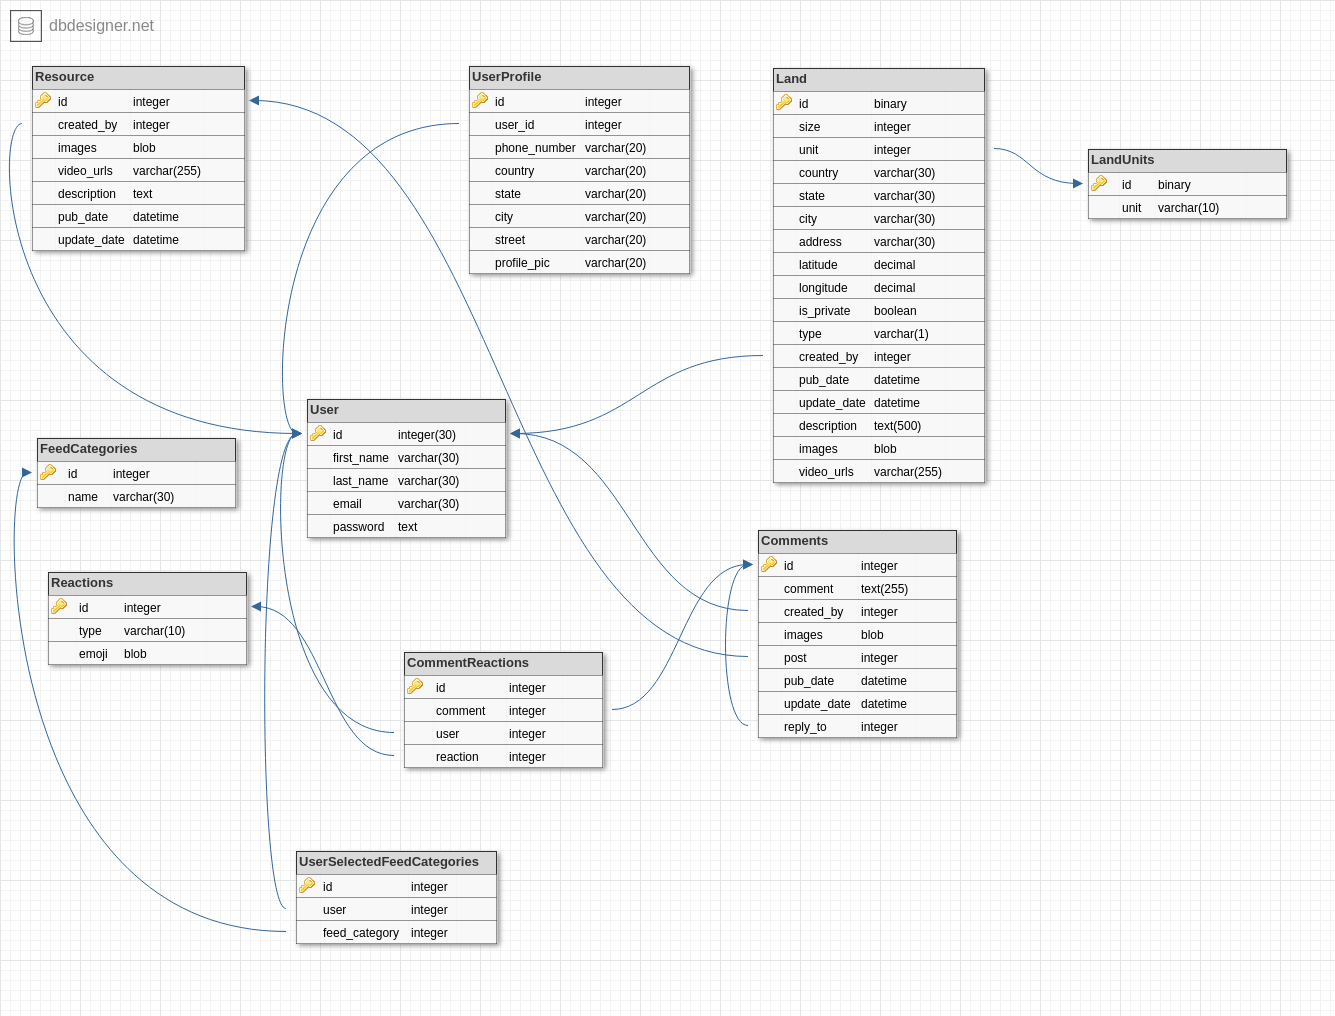 dbdesigner.net
Resource
id integer
created_by integer
images blob
video_urls varchar(255)
description text
pub_date datetime
update_date datetime
UserProfile
id integer
user_id integer
phone_number varchar(20)
country varchar(20)
state varchar(20)
city varchar(20)
street varchar(20)
profile_pic varchar(20)
Land
id binary
size integer
unit integer
country varchar(30)
state varchar(30)
city varchar(30)
address varchar(30)
latitude decimal
longitude decimal
is_private boolean
type varchar(1)
created_by integer
pub_date datetime
update_date datetime
description text(500)
images blob
video_urls varchar(255)
LandUnits
id binary
unit varchar(10)
User
id integer(30)
first_name varchar(30)
last_name varchar(30)
email varchar(30)
password text
FeedCategories
id integer
name varchar(30)
Reactions
id integer
type varchar(10)
emoji blob
Comments
id integer
comment text(255)
created_by integer
images blob
post integer
pub_date datetime
update_date datetime
reply_to integer
CommentReactions
id integer
comment integer
user integer
reaction integer
UserSelectedFeedCategories
id integer
user integer
feed_category integer